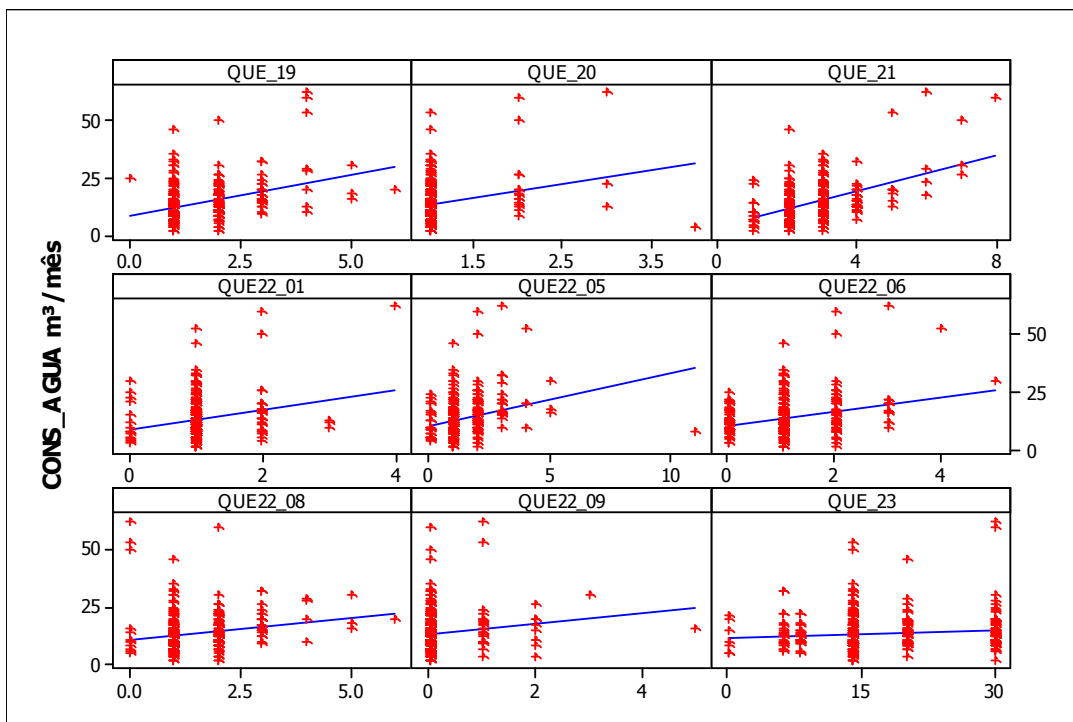 QUE_19 QUE_20 QUE_21
50
25
0
0.0 2.5 5.0 1.5 2.5 3.5 0 4 8
CONS_AGUA m³/mês
QUE22_01 QUE22_05 QUE22_06
50
25
0
0 2 4 0 5 10 0 2 4
QUE22_08 QUE22_09 QUE_23
50
25
0
0.0 2.5 5.0 0 2 4 0 15 30